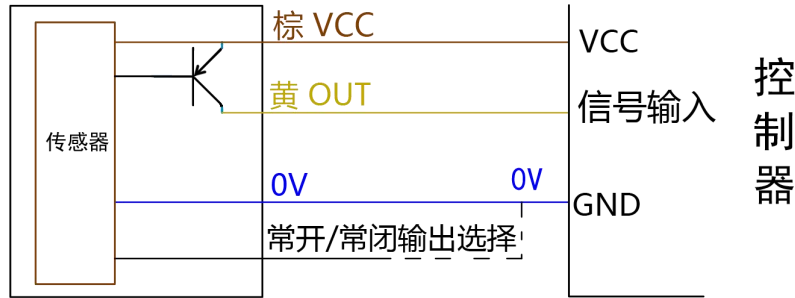 棕 VCC
VCC
黄 OUT
信号输入
传感器
0V
0V
GND
常开/常闭输出选择
控制器